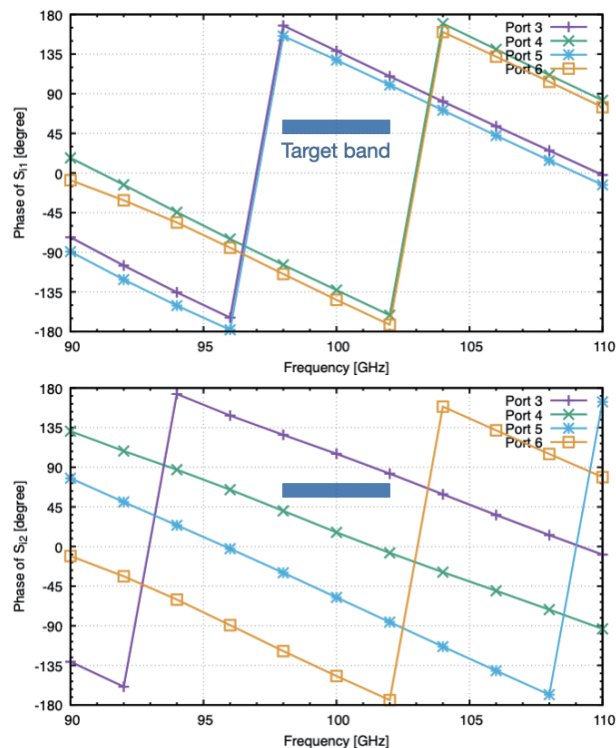 180
135
90
45
0
-45
-90
-135
-180
Phase of Si1 [degree]
Port 3
Port 4
Port 5
Port 6
Target band
90 95 100 105 110
Frequency [GHz]
180
135
90
45
0
-45
-90
-135
-180
Phase of Si2 [degree]
Port 3
Port 4
Port 5
Port 6
90 95 100 105 110
Frequency [GHz]